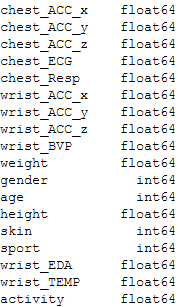 chest_ACC_x float64
chest_ACC_y float64
chest_ACC_z float64
chest_ECG float64
chest_Resp float64
wrist_ACC_x float64
wrist_ACC_y float64
wrist_ACC_z float64
wrist_BVP float64
weight float64
gender int64
age int64
height float64
skin int64
sport int64
wrist_EDA float64
wrist_TEMP float64
activity float64